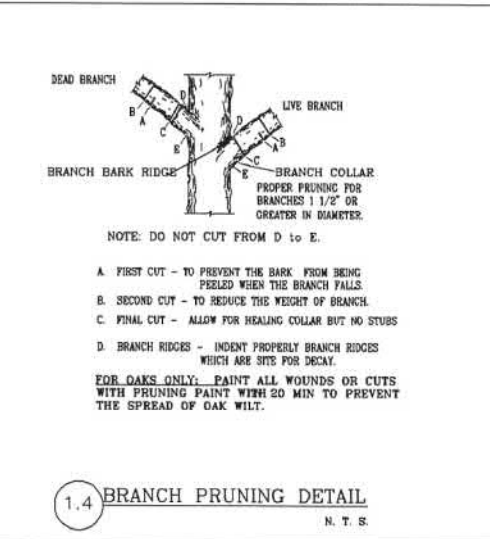 DEAD BRANCH
D
B
A
C
E
LIVE BRANCH
D
A B
C
E
BRANCH BARK RIDGE
BRANCH COLLAR
PROPER PRUNING FOR
BRANCHES 1 1/2" OR
GREATER IN DIAMETER.
NOTE: DO NOT CUT FROM D to E.
A. FIRST CUT - TO PREVENT THE BARK FROM BEING
PEELED WHEN THE BRANCH FALLS.
B. SECOND CUT - TO REDUCE THE WEIGHT OF BRANCH.
C. FINAL CUT - ALLOW FOR HEALING COLLAR BUT NO STUBS
D. BRANCH RIDGES - INDENT PROPERLY BRANCH RIDGES
WHICH ARE SITE FOR DECAY.
FOR OAKS ONLY: PAINT ALL WOUNDS OR CUTS
WITH PRUNING PAINT WITH 20 MIN TO PREVENT
THE SPREAD OF OAK WILT.
1.4 BRANCH PRUNING DETAIL
N. T. S.